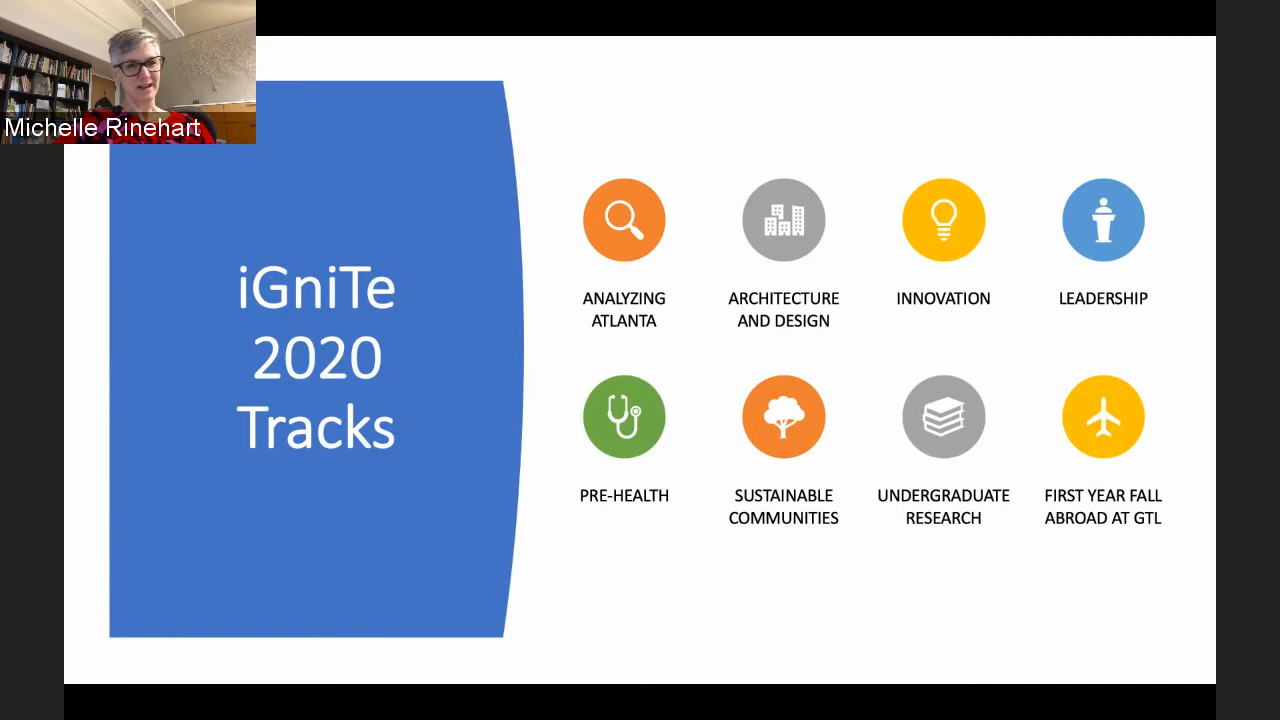 Michelle Rinehart
iGniTe
2020
Tracks
ANALYZING
ATLANTA
ARCHITECTURE
AND DESIGN
INNOVATION
LEADERSHIP
PRE-HEALTH
SUSTAINABLE
COMMUNITIES
UNDERGRADUATE
RESEARCH
FIRST YEAR FALL
ABROAD AT GTL